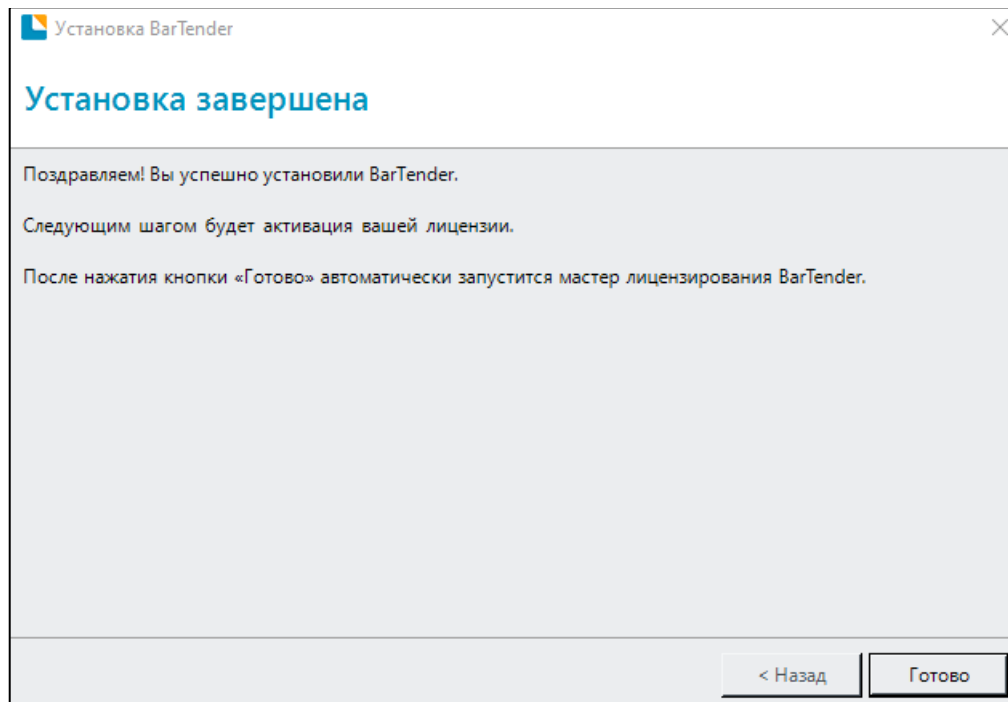 Установка BarTender
Установка завершена
Поздравляем! Вы успешно установили BarTender.
Следующим шагом будет активация вашей лицензии.
После нажатия кнопки «Готово» автоматически запустится мастер лицензирования BarTender.
< Назад
Готово